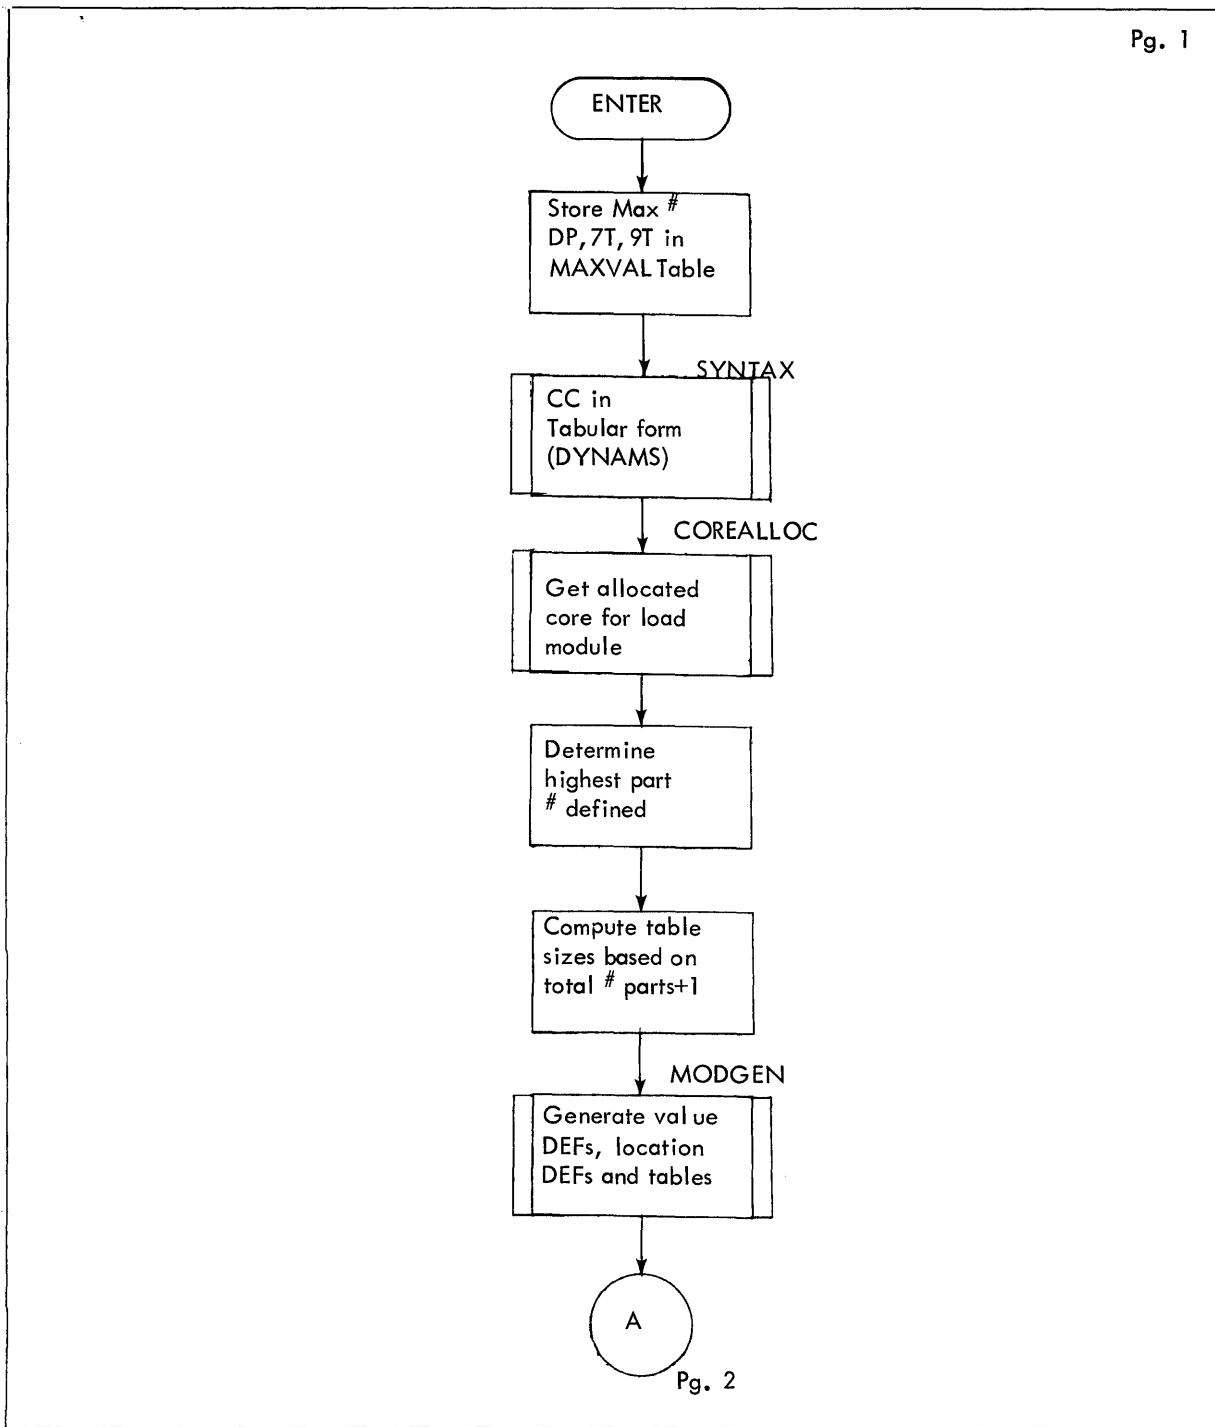 Pg. 1
ENTER
Store Max #
DP, 7T, 9T in
MAXVAL Table
SYNTAX
CC in
Tabular form
(DYNAMS)
COREALLOC
Get allocated
core for load
module
Determine
highest part
# defined
Compute table
sizes based on
total # parts+1
MODGEN
Generate value
DEFs, location
DEFs and tables
A
Pg. 2